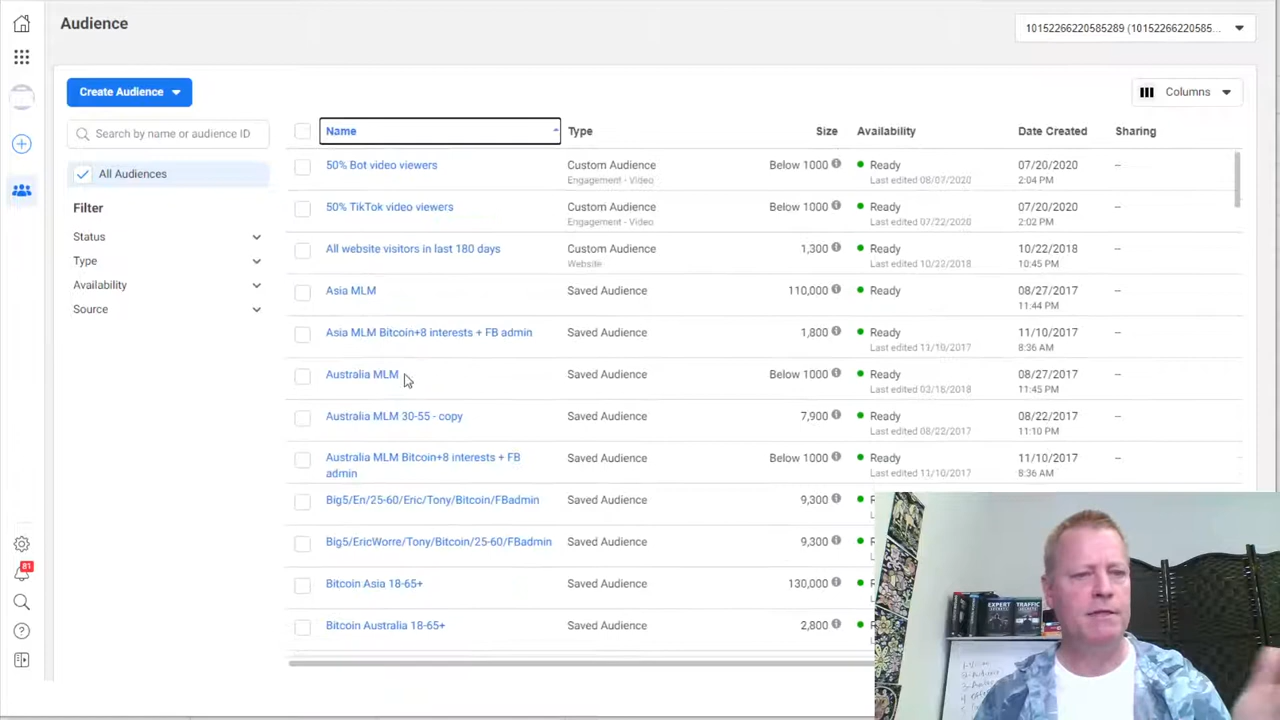 Audience
10152266220585289 (10152266220585...
Create Audience
Columns
Search by name or audience ID
All Audiences
Filter
Status
Type
Availability
Source
Name Type Size Availability Date Created Sharing
50% Bot video viewers Custom Audience Below 1000 Ready 07/20/2020 --
Engagement - Video Last edited 08/07/2020 2:04 PM
50% TikTok video viewers Custom Audience Below 1000 Ready 07/20/2020 --
Engagement - Video Last edited 07/22/2020 2:02 PM
All website visitors in last 180 days Custom Audience 1,300 Ready 10/22/2018 --
Website Last edited 10/23/2018 10:45 PM
Asia MLM Saved Audience 110,000 Ready 08/27/2017 --
11:44 PM
Asia MLM Bitcoin+8 interests + FB admin Saved Audience 1,800 Ready 11/10/2017 --
Last edited 11/10/2017 8:36 AM
Australia MLM Saved Audience Below 1000 Ready 08/27/2017 --
Last edited 03/18/2018 11:45 PM
Australia MLM 30-55 - copy Saved Audience 7,900 Ready 08/22/2017 --
Last edited 08/22/2017 11:10 PM
Australia MLM Bitcoin+8 interests + FB Saved Audience Below 1000 Ready 11/10/2017 --
admin Last edited 11/10/2017 8:36 AM
Big5/En/25-60/Eric/Tony/Bitcoin/FBadmin Saved Audience 9,300
Big5/EricWorre/Tony/Bitcoin/25-60/FBadmin Saved Audience 9,300
Bitcoin Asia 18-65+ Saved Audience 130,000
Bitcoin Australia 18-65+ Saved Audience 2,800
81
EXPERT TRAFFIC
SECRETS SECRETS